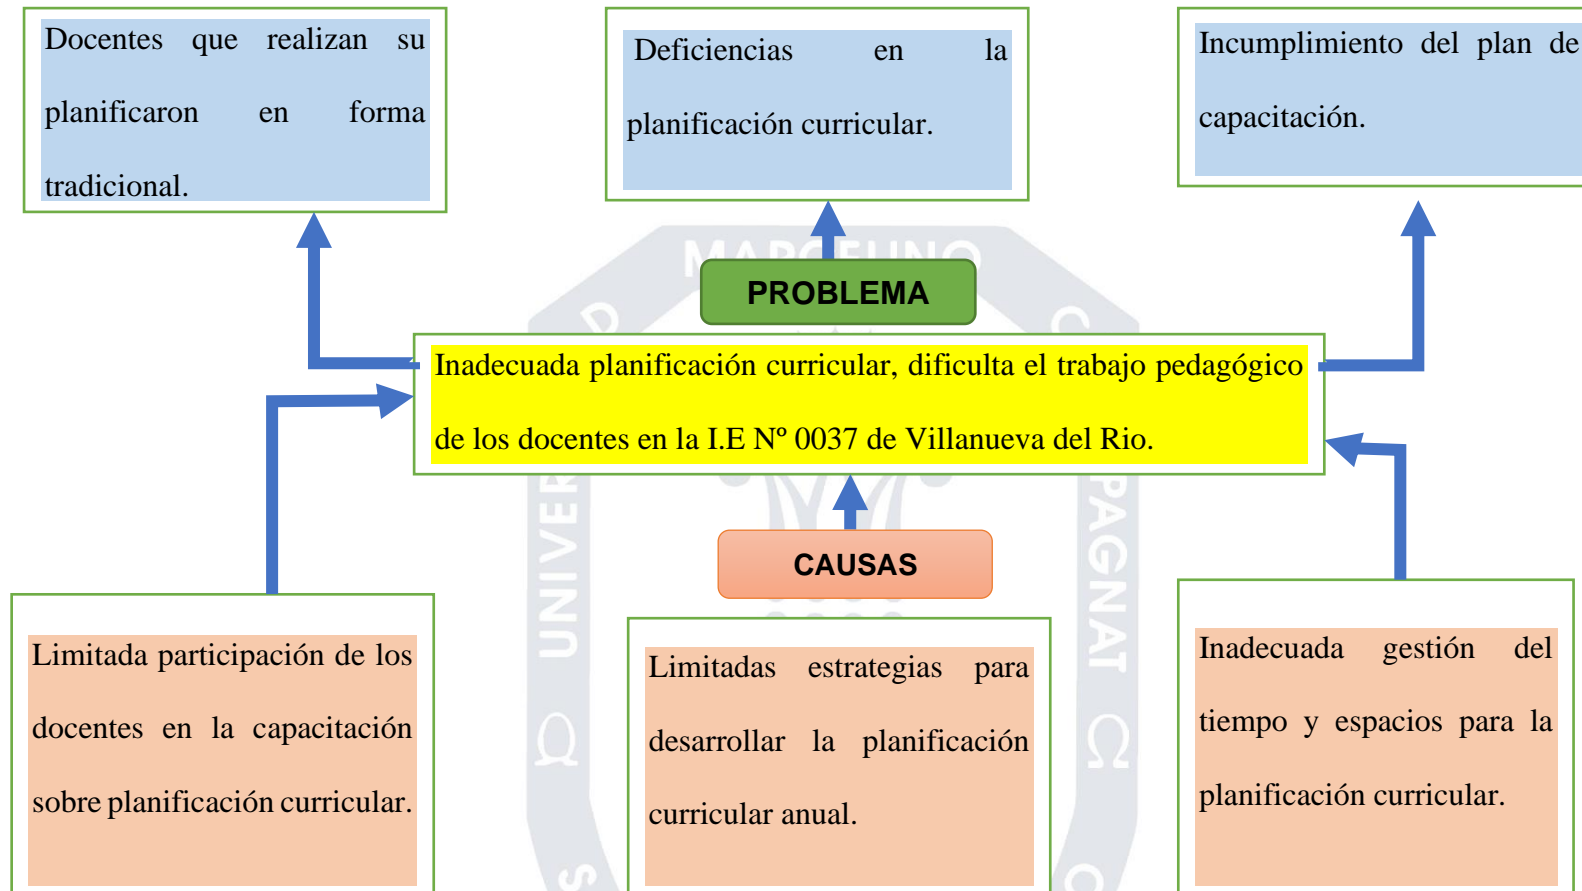 Docentes que realizan su
planificaron en forma
tradicional.
Deficiencias en la
planificación curricular.
Incumplimiento del plan de
capacitación.
MARCELINO
PROBLEMA
Inadecuada planificación curricular, dificulta el trabajo pedagógico
de los docentes en la I.E Nº 0037 de Villanueva del Rio.
CAUSAS
Limitada participación de los
docentes en la capacitación
sobre planificación curricular.
Limitadas estrategias para
desarrollar la planificación
curricular anual.
Inadecuada gestión del
tiempo y espacios para la
planificación curricular.